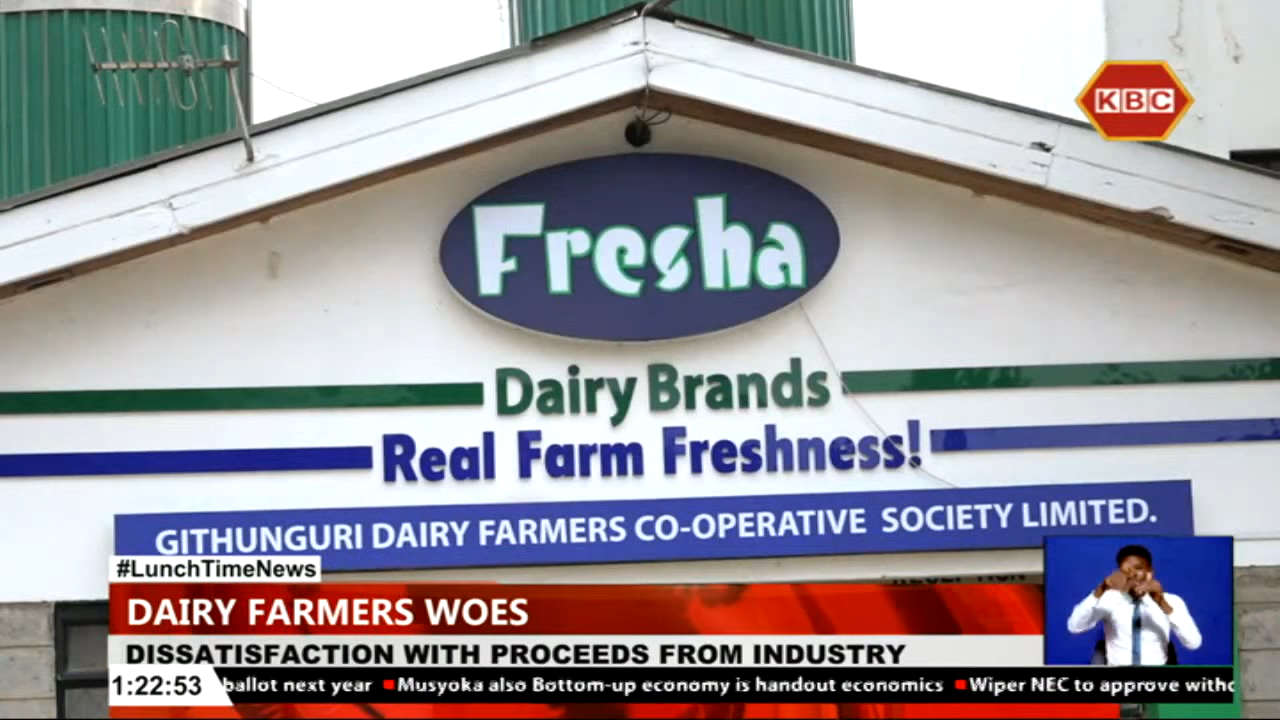 KBC
Fresha
Dairy Brands
Real Farm Freshness!
GITHUNGURI DAIRY FARMERS CO-OPERATIVE SOCIETY LIMITED.
#LunchTimeNews
DAIRY FARMERS WOES
DISSATISFACTION WITH PROCEEDS FROM INDUSTRY
1:22:53 ballot next year Musyoka also Bottom-up economy is handout economics Wiper NEC to approve